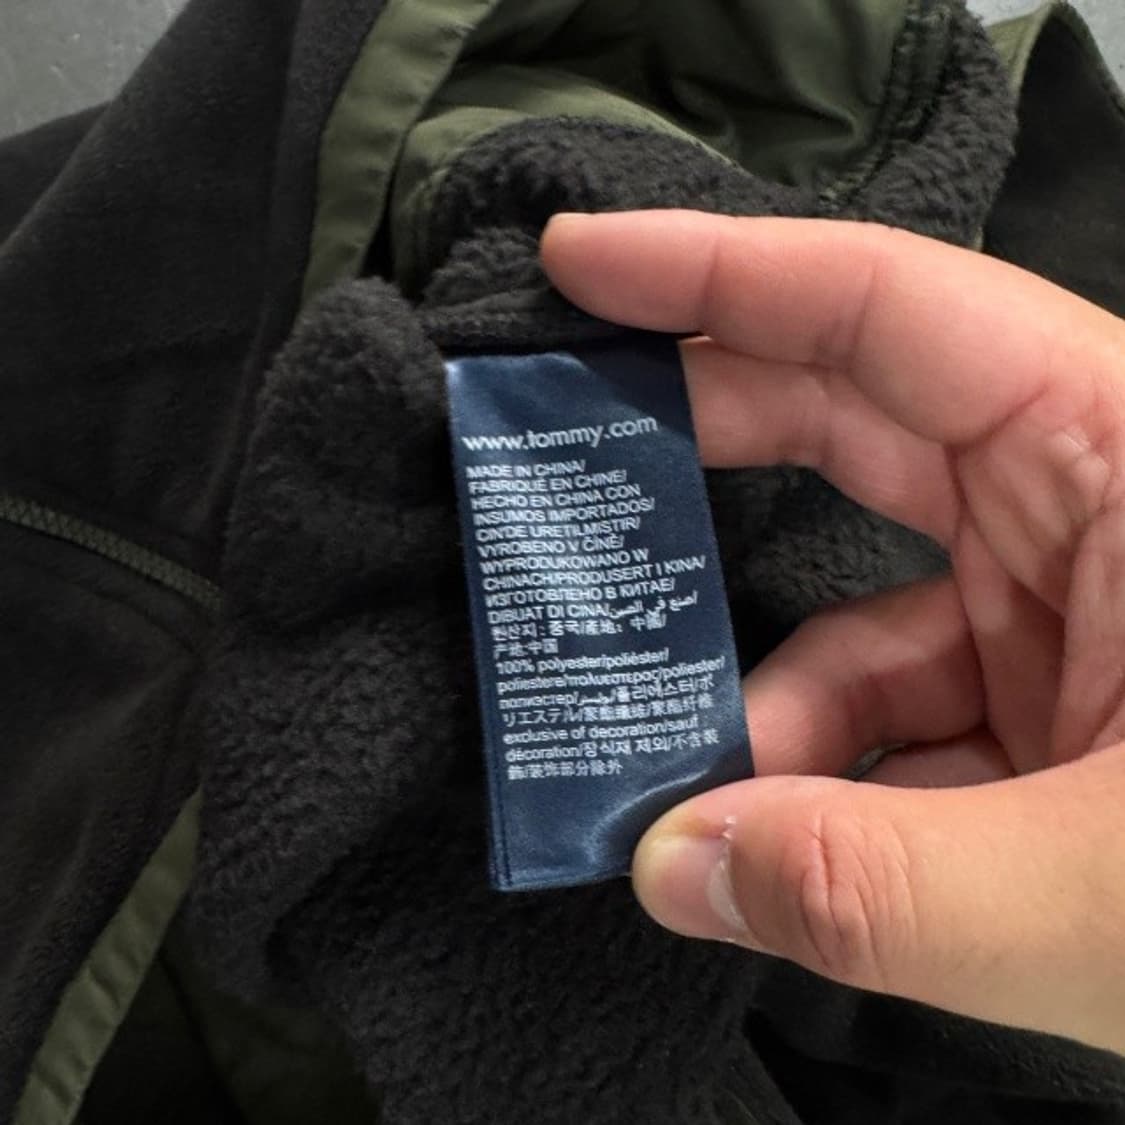 www.tommy.com
MADE IN CHINA/
FABRIQUÉ EN CHINE/
HECHO EN CHINA CON
INSUMOS IMPORTADOS/
CIN'DE URETILMISTIR/
VYROBENO V ČÍNĚ/
WYPRODUKOWANO W
CHINACH/PRODUSERT I KINA/
ИЗГОТОВЛЕНО В КИТАЕ/
DIBUAT DI CINA/صنع في الصين/
원산지 : 중국/產地：中國/
产地:中国
100% polyester/poliéster/
poliestere/πολυεστερας/poliester/
полиэстер/بوليستر/폴리에스터/ポ
リエステル/聚酯纖維/聚酯纤维
exclusive of decoration/sauf
décoration/장식재 제외/不含裝
飾/装饰部分除外